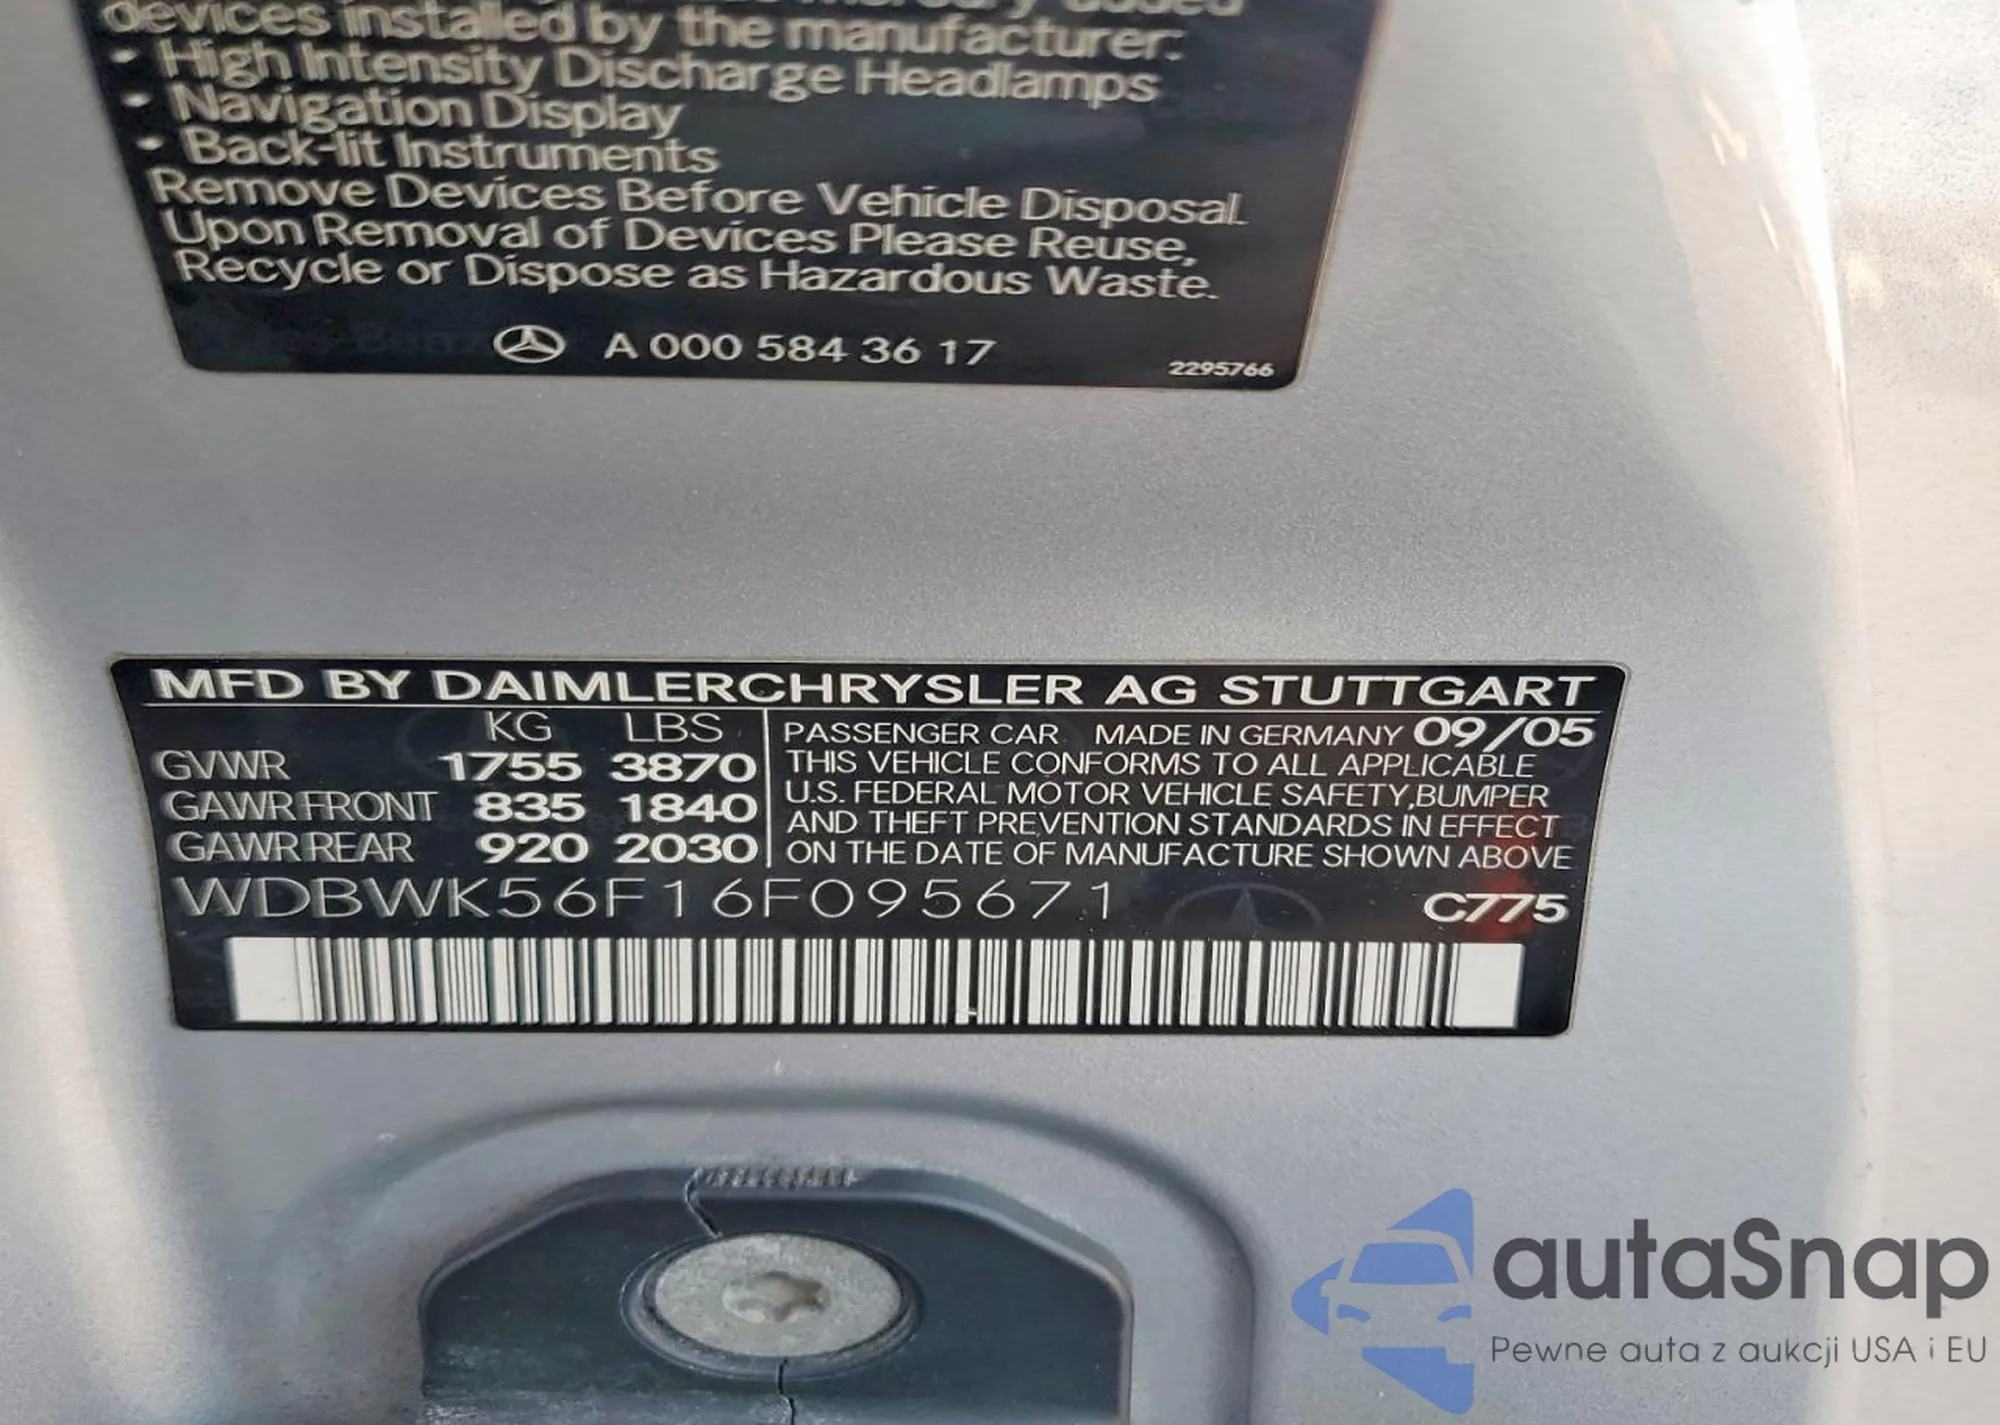 added
devices installed by the manufacturer:
• High Intensity Discharge Headlamps
• Navigation Display
• Back-lit Instruments
Remove Devices Before Vehicle Disposal.
Upon Removal of Devices Please Reuse,
Recycle or Dispose as Hazardous Waste.
A 000 584 36 17
2295766
MFD BY DAIMLERCHRYSLER AG STUTTGART
KG LBS
GVWR 1755 3870
GAWR FRONT 835 1840
GAWR REAR 920 2030
PASSENGER CAR MADE IN GERMANY 09/05
THIS VEHICLE CONFORMS TO ALL APPLICABLE
U.S. FEDERAL MOTOR VEHICLE SAFETY,BUMPER
AND THEFT PREVENTION STANDARDS IN EFFECT
ON THE DATE OF MANUFACTURE SHOWN ABOVE
WDBWK56F16F095671
C775
autaSnap
Pewne auta z aukcji USA i EU